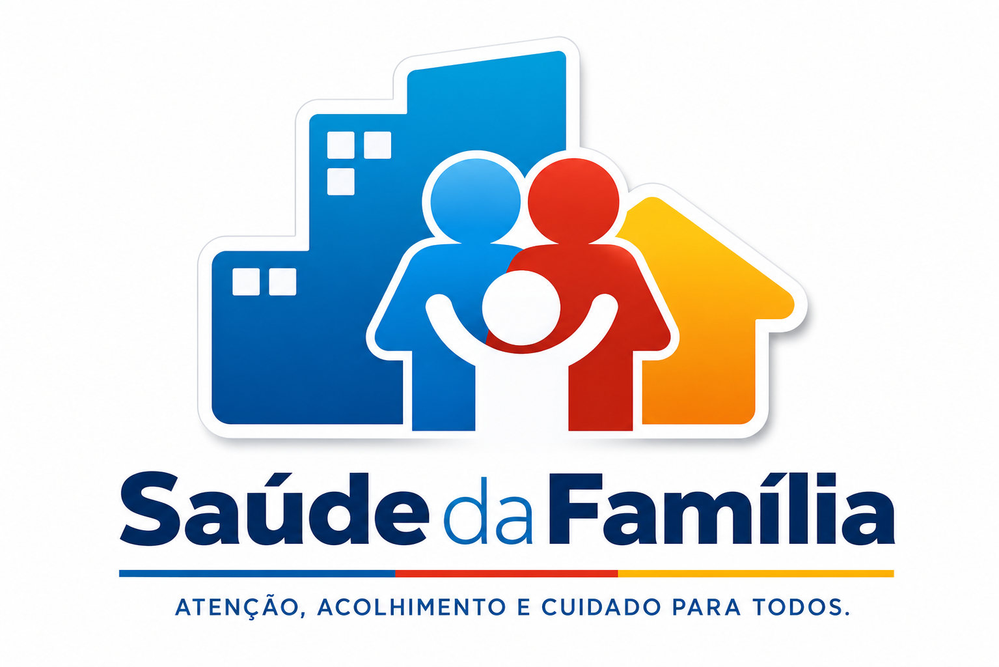 Saúde da Família
ATENÇÃO, ACOLHIMENTO E CUIDADO PARA TODOS.